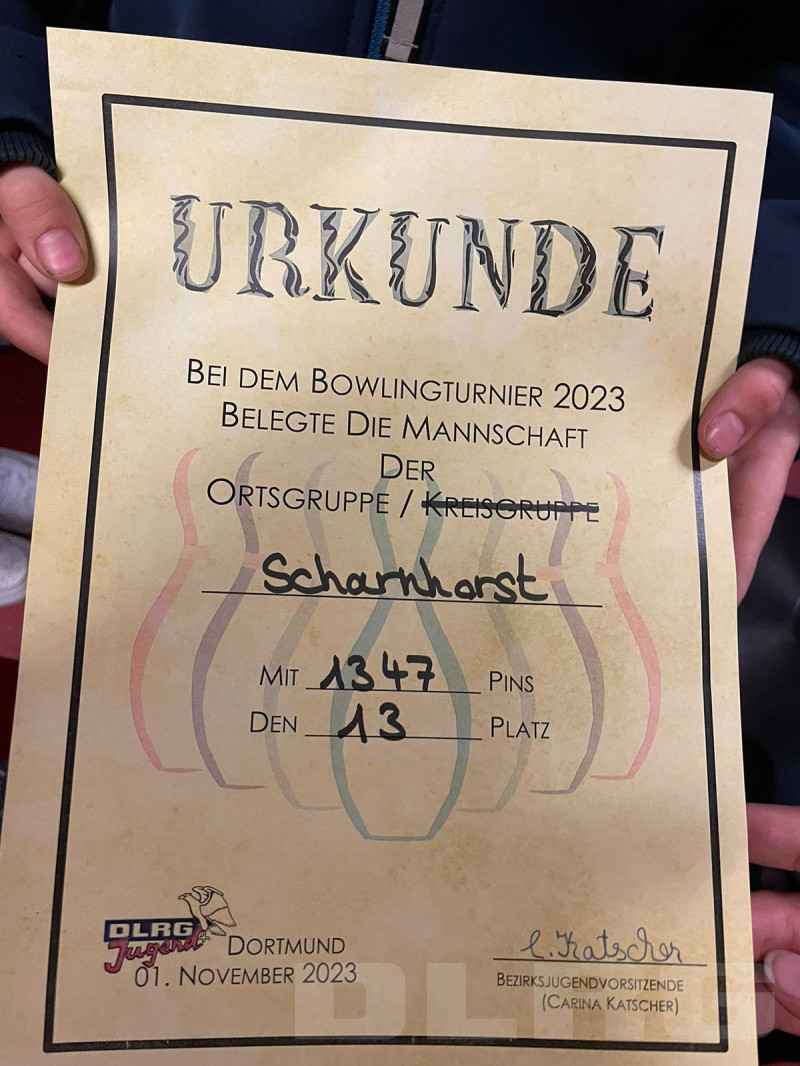 URKUNDE
BEI DEM BOWLINGTURNIER 2023
BELEGTE DIE MANNSCHAFT
DER
ORTSGRUPPE / KREISGRUPPE
Scharnhorst
MIT 1347 PINS
DEN 13 PLATZ
DLRG
Jugend
DORTMUND
01. NOVEMBER 2023
C. Katscher
BEZIRKSJUGENDVORSITZENDE
(CARINA KATSCHER)
DLRG